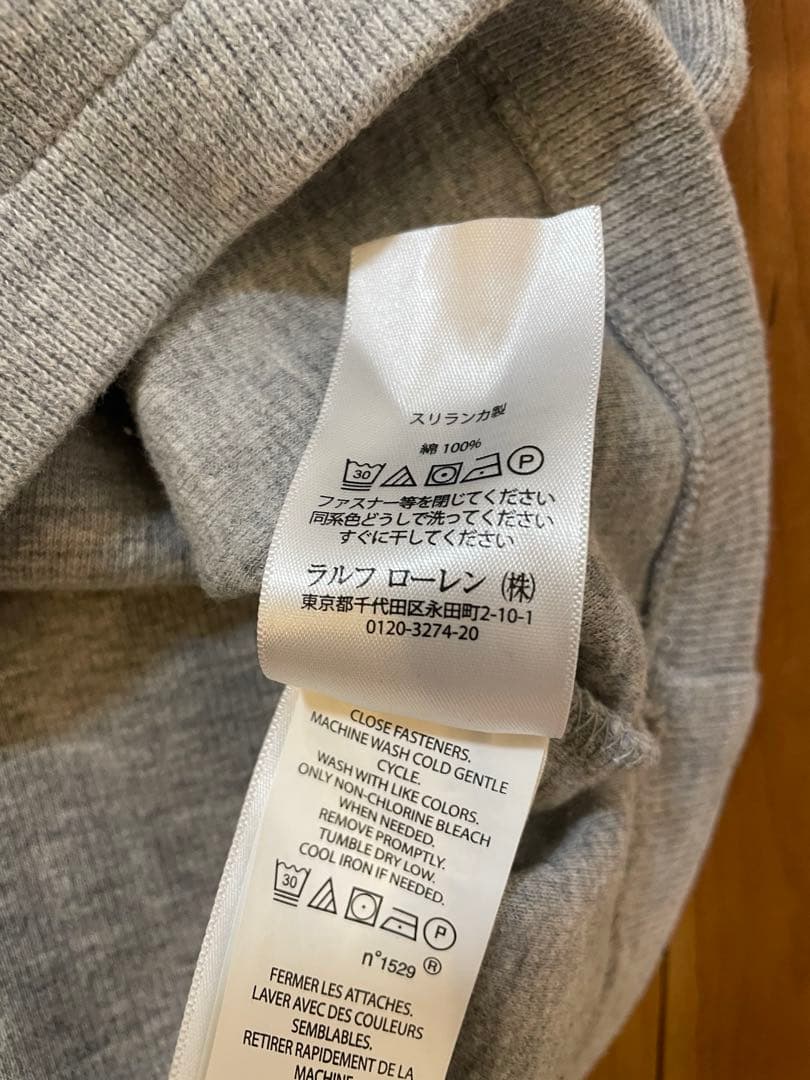 スリランカ製
綿 100%
30 P
ファスナー等を閉じてください
同系色どうしで洗ってください
すぐに干してください
ラルフ ローレン (株)
東京都千代田区永田町2-10-1
0120-3274-20
CLOSE FASTENERS.
MACHINE WASH COLD GENTLE
CYCLE.
WASH WITH LIKE COLORS.
ONLY NON-CHLORINE BLEACH
WHEN NEEDED.
REMOVE PROMPTLY.
TUMBLE DRY LOW.
COOL IRON IF NEEDED.
30 P
n°1529 ®
FERMER LES ATTACHES.
LAVER AVEC DES COULEURS
SEMBLABLES.
RETIRER RAPIDEMENT DE LA
MACHINE